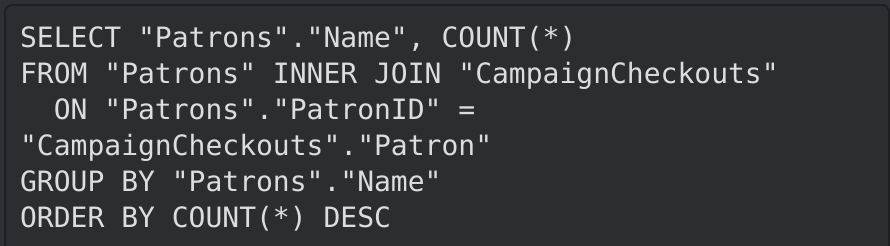 SELECT "Patrons"."Name", COUNT(*)
FROM "Patrons" INNER JOIN "CampaignCheckouts"
  ON "Patrons"."PatronID" =
"CampaignCheckouts"."Patron"
GROUP BY "Patrons"."Name"
ORDER BY COUNT(*) DESC